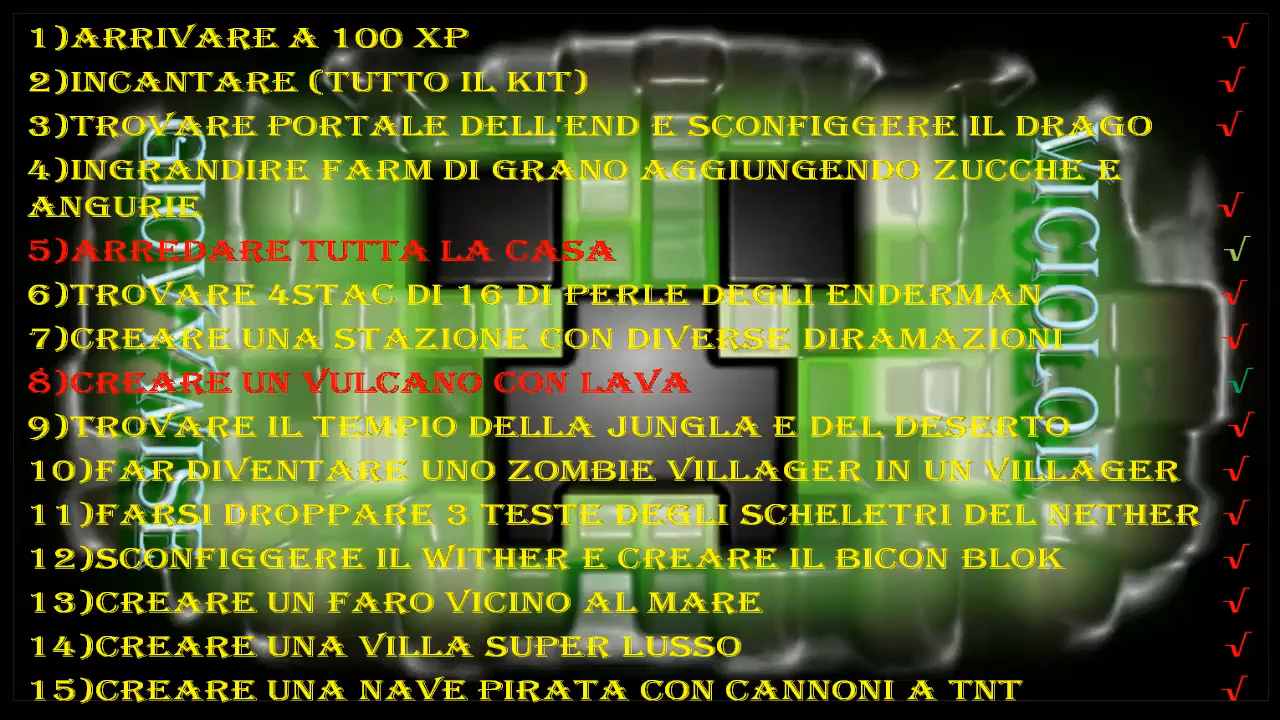 1)ARRIVARE A 100 XP √
2)INCANTARE (TUTTO IL KIT) √
3)TROVARE PORTALE DELL'END E SCONFIGGERE IL DRAGO √
4)INGRANDIRE FARM DI GRANO AGGIUNGENDO ZUCCHE E
ANGURIE √
5)ARREDARE TUTTA LA CASA √
6)TROVARE 4STAC DI 16 DI PERLE DEGLI ENDERMAN √
7)CREARE UNA STAZIONE CON DIVERSE DIRAMAZIONI √
8)CREARE UN VULCANO CON LAVA √
9)TROVARE IL TEMPIO DELLA JUNGLA E DEL DESERTO √
10)FAR DIVENTARE UNO ZOMBIE VILLAGER IN UN VILLAGER √
11)FARSI DROPPARE 3 TESTE DEGLI SCHELETRI DEL NETHER √
12)SCONFIGGERE IL WITHER E CREARE IL BICON BLOK √
13)CREARE UN FARO VICINO AL MARE √
14)CREARE UNA VILLA SUPER LUSSO √
15)CREARE UNA NAVE PIRATA CON CANNONI A TNT √